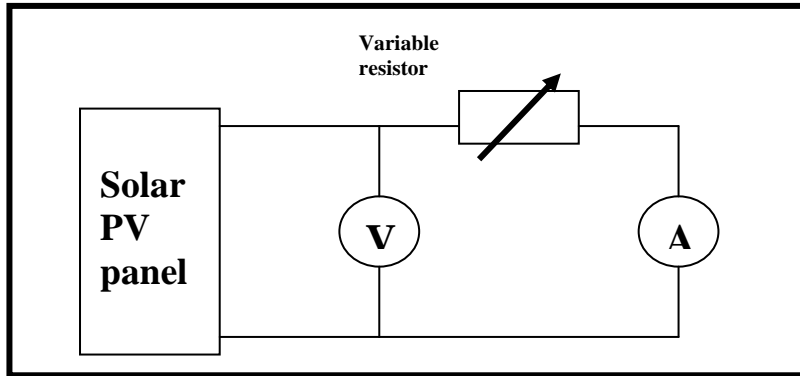 Variable
resistor
Solar
PV
panel
V
A